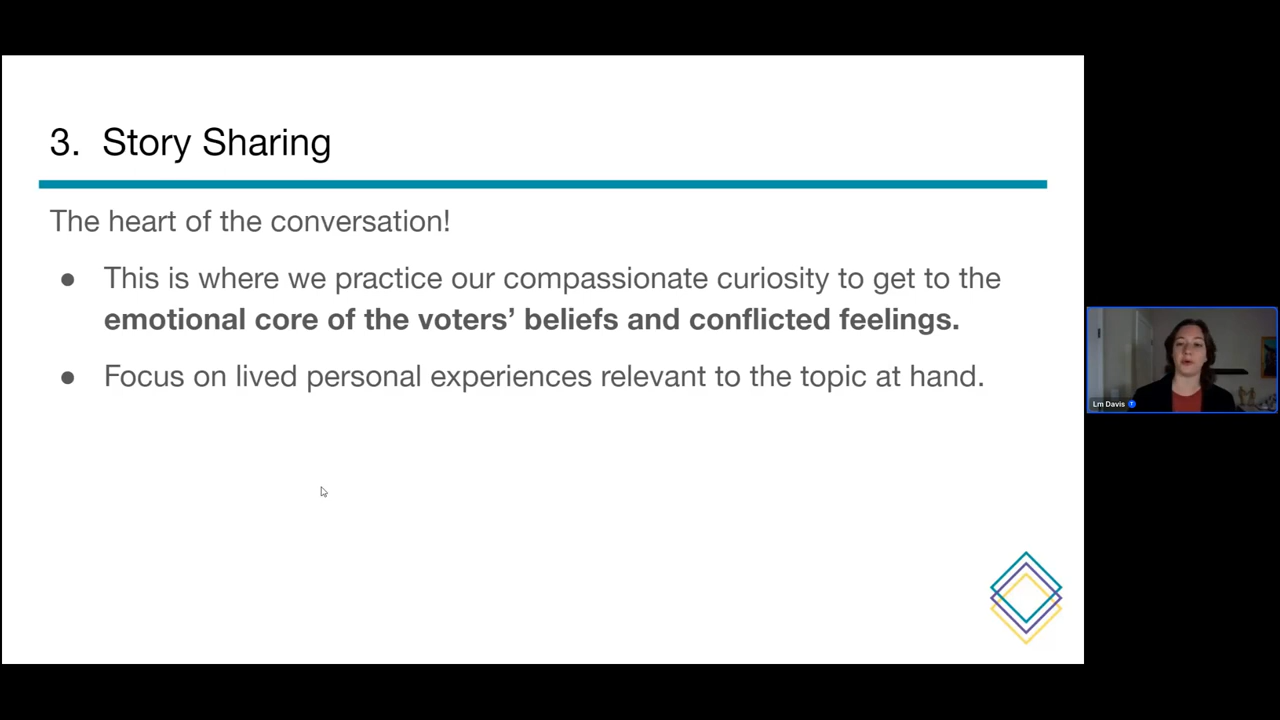 3. Story Sharing
The heart of the conversation!
● This is where we practice our compassionate curiosity to get to the
emotional core of the voters’ beliefs and conflicted feelings.
● Focus on lived personal experiences relevant to the topic at hand.
Lm Davis